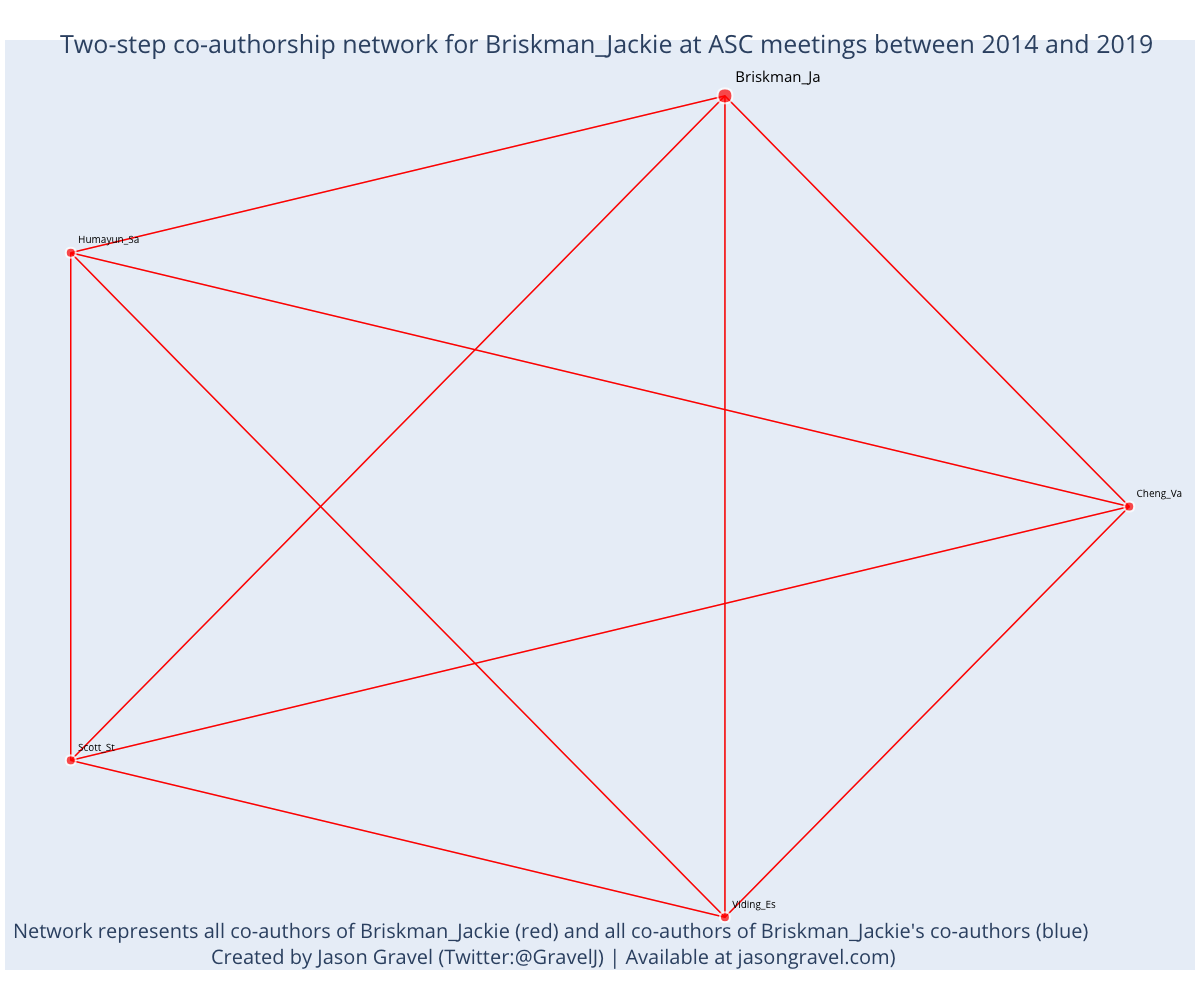 Two-step co-authorship network for Briskman_Jackie at ASC meetings between 2014 and 2019
Briskman_Ja
Humayun_Sa
Cheng_Va
Scott_St
Viding_Es
Network represents all co-authors of Briskman_Jackie (red) and all co-authors of Briskman_Jackie's co-authors (blue)
Created by Jason Gravel (Twitter:@GravelJ) | Available at jasongravel.com)